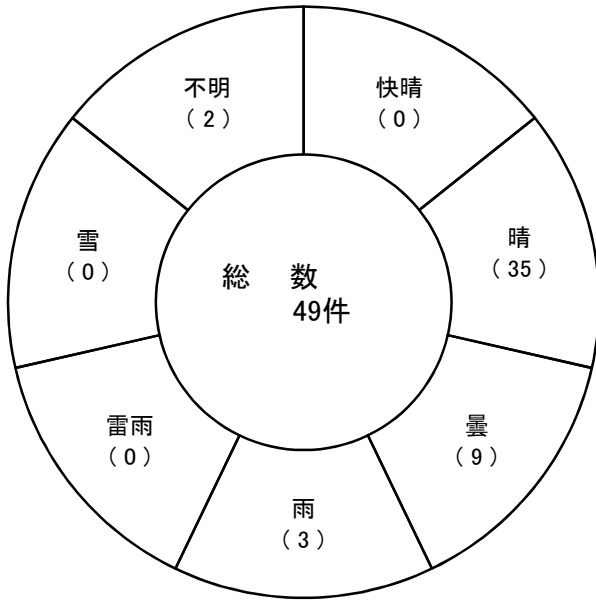 不明
( 2 )
快晴
( 0 )
雪
( 0 )
晴
( 35 )
総 数
49件
雷雨
( 0 )
曇
( 9 )
雨
( 3 )